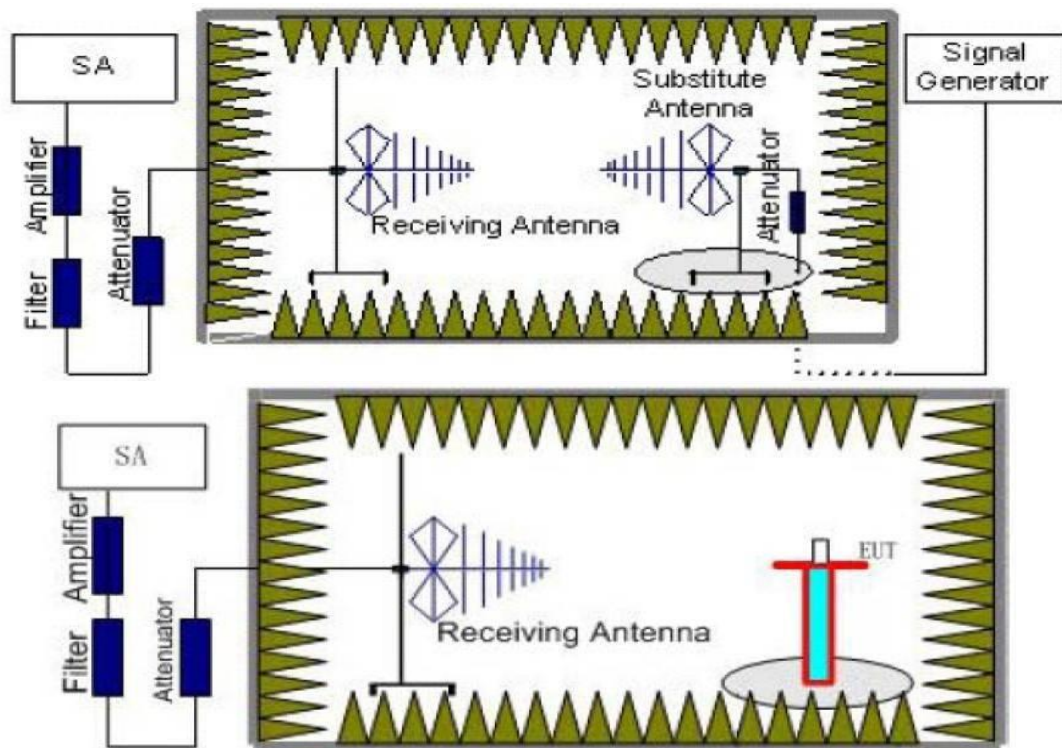 SA
Signal
Generator
Substitute
Antenna
Amplifier
Attenuator
Attenuator
Receiving Antenna
Filter
SA
Amplifier
EUT
Attenuator
Receiving Antenna
Filter